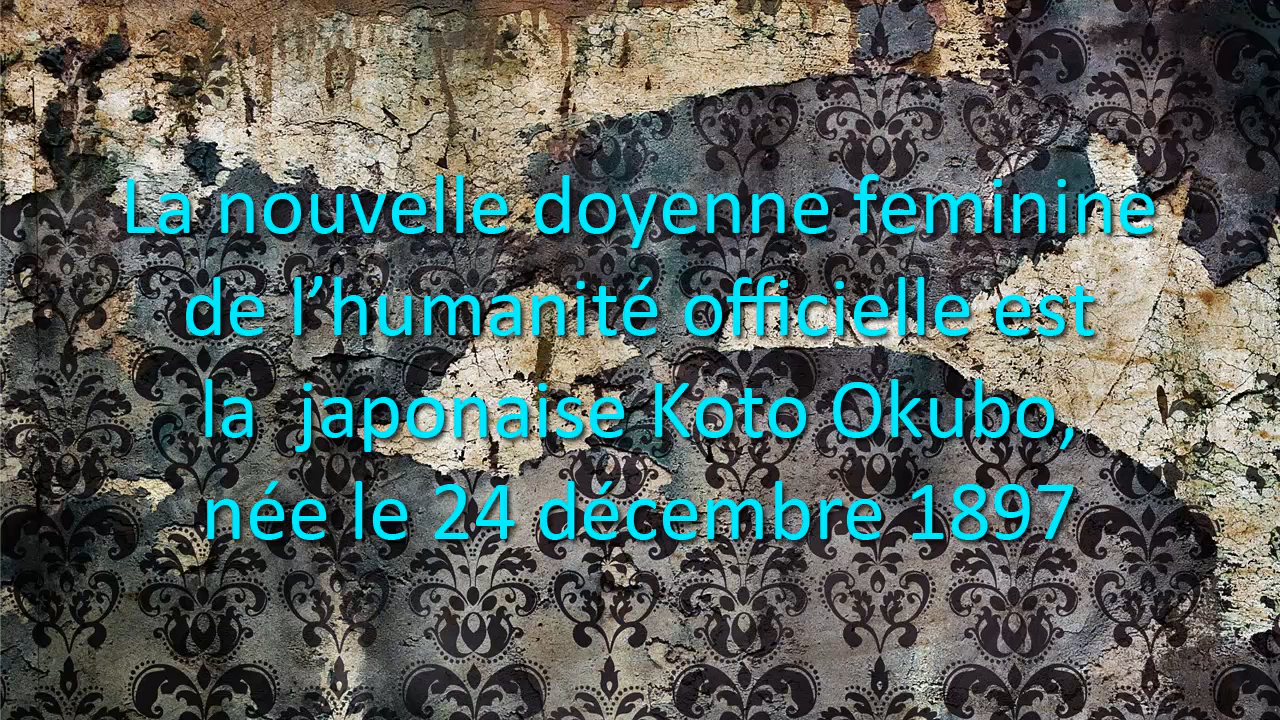 La nouvelle doyenne feminine
de l’humanité officielle est
la  japonaise Koto Okubo,
née le 24 décembre 1897